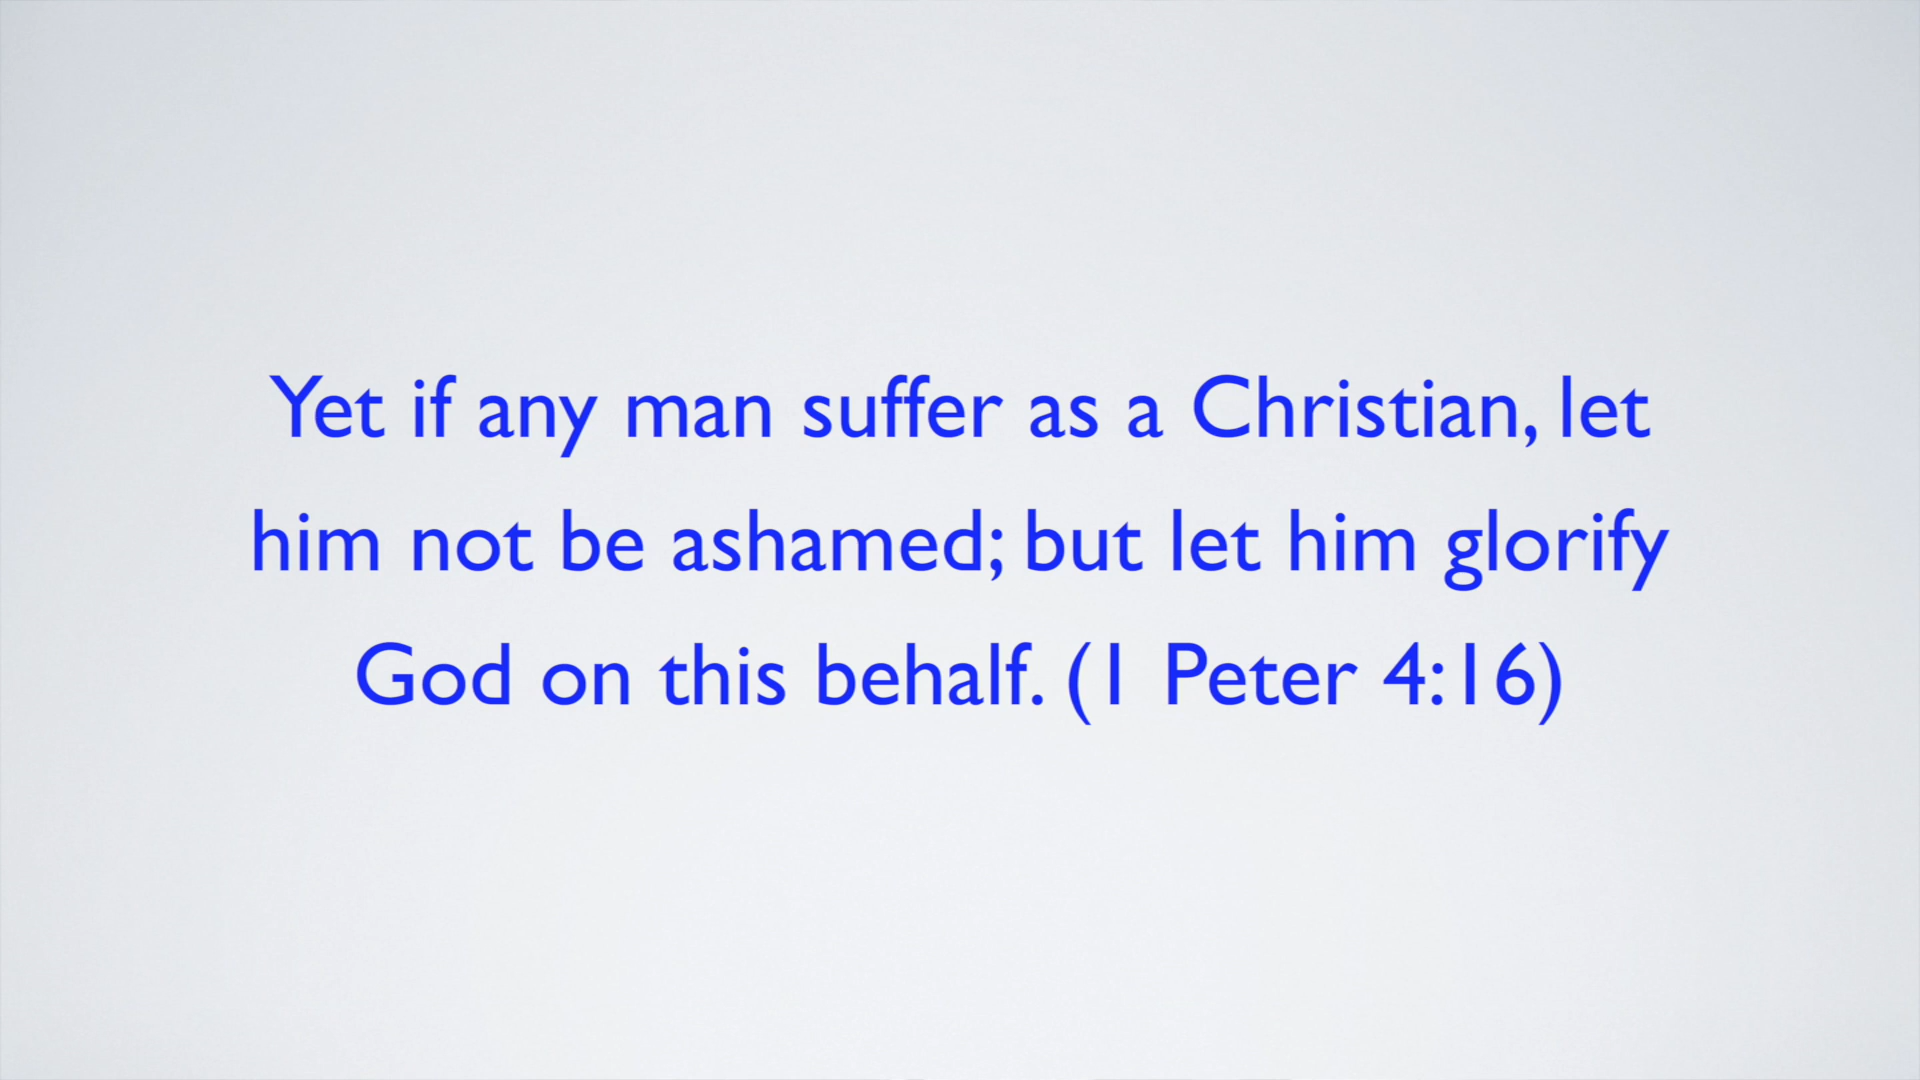 Yet if any man suffer as a Christian, let
him not be ashamed; but let him glorify
God on this behalf. (1 Peter 4:16)